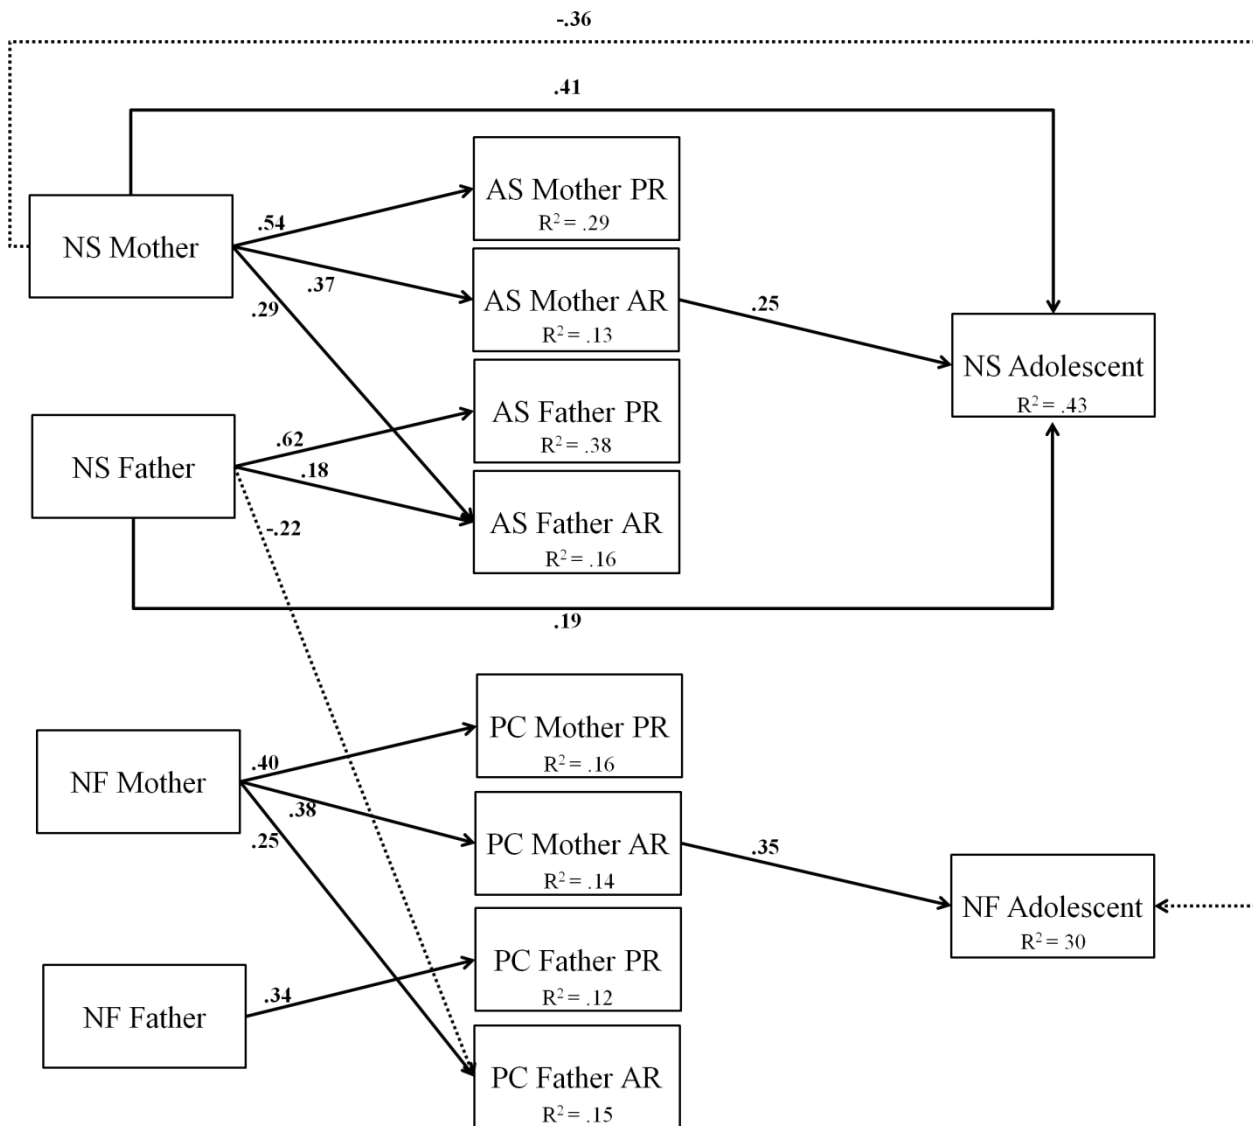 -.36
.41
AS Mother PR
R² = .29
.54
NS Mother
.37
.29
AS Mother AR
R² = .13
.25
NS Adolescent
R² = .43
AS Father PR
R² = .38
.62
NS Father
.18
-.22
AS Father AR
R² = .16
.19
PC Mother PR
R² = .16
.40
NF Mother
.38
.25
PC Mother AR
R² = .14
.35
NF Adolescent
R² = 30
PC Father PR
R² = .12
.34
NF Father
PC Father AR
R² = .15